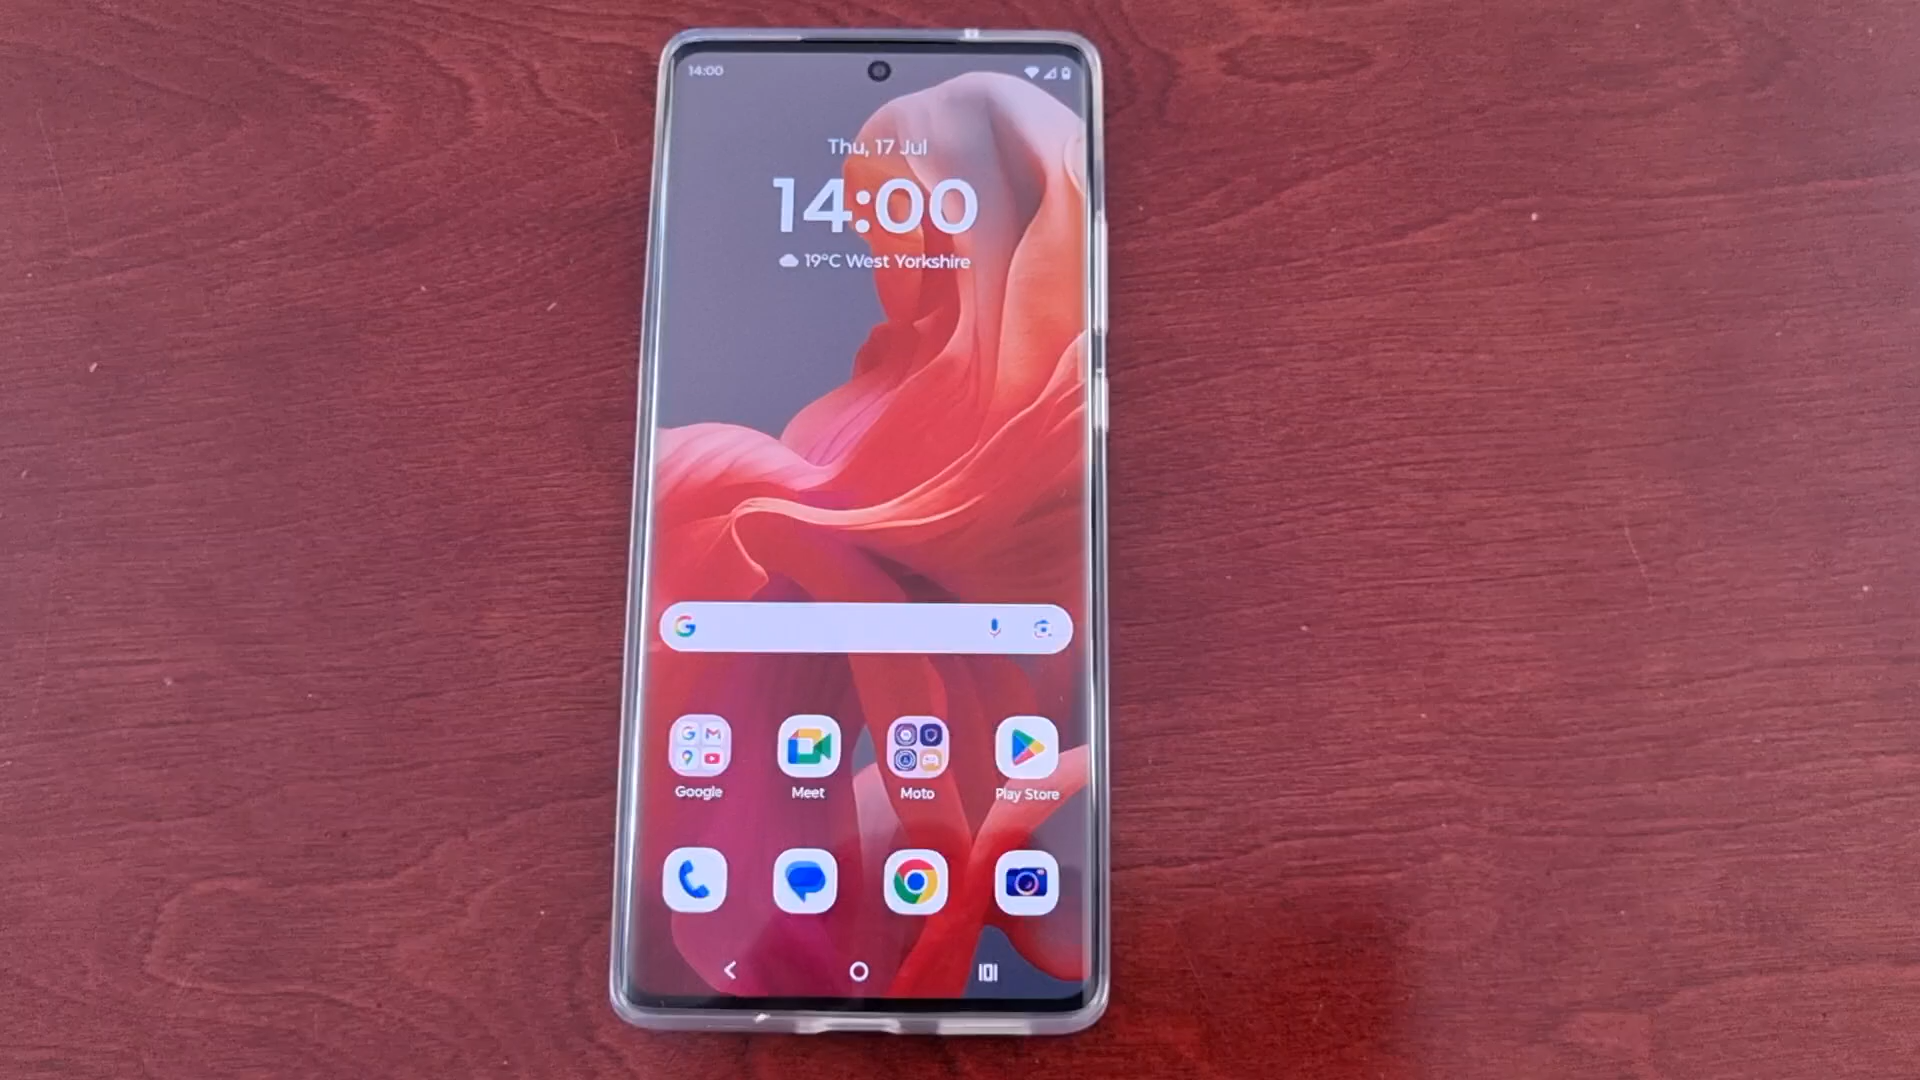 14:00
Thu, 17 Jul
14:00
19°C West Yorkshire
Google
Meet
Moto
Play Store